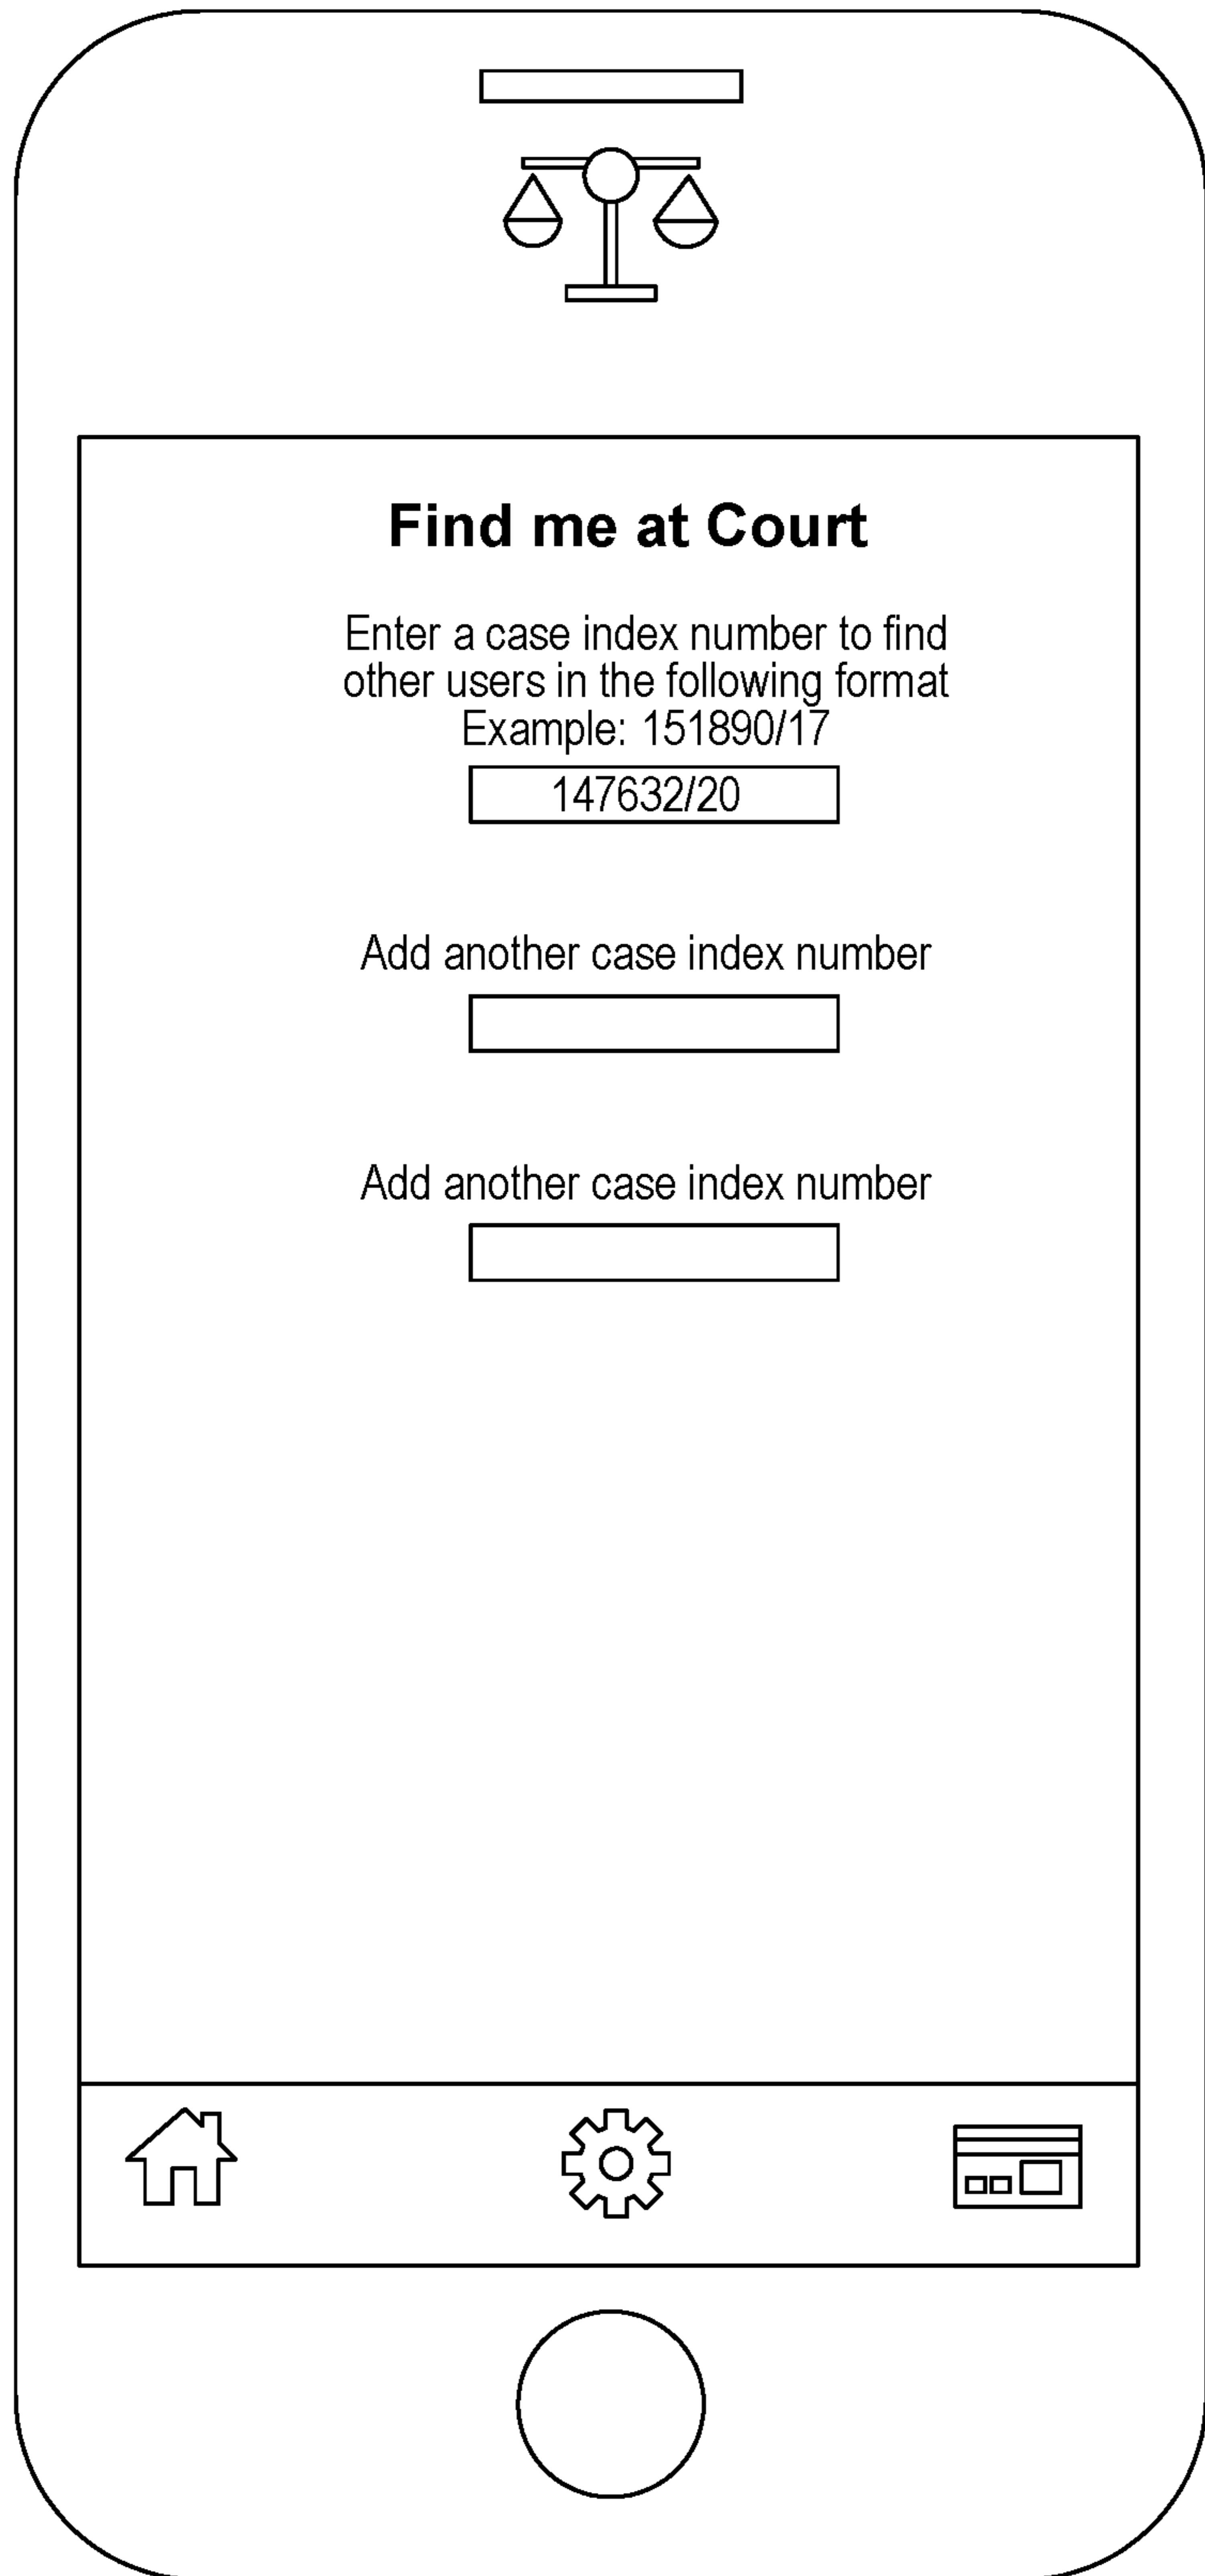 Find me at Court
Enter a case index number to find
other users in the following format
Example: 151890/17
147632/20
Add another case index number
Add another case index number